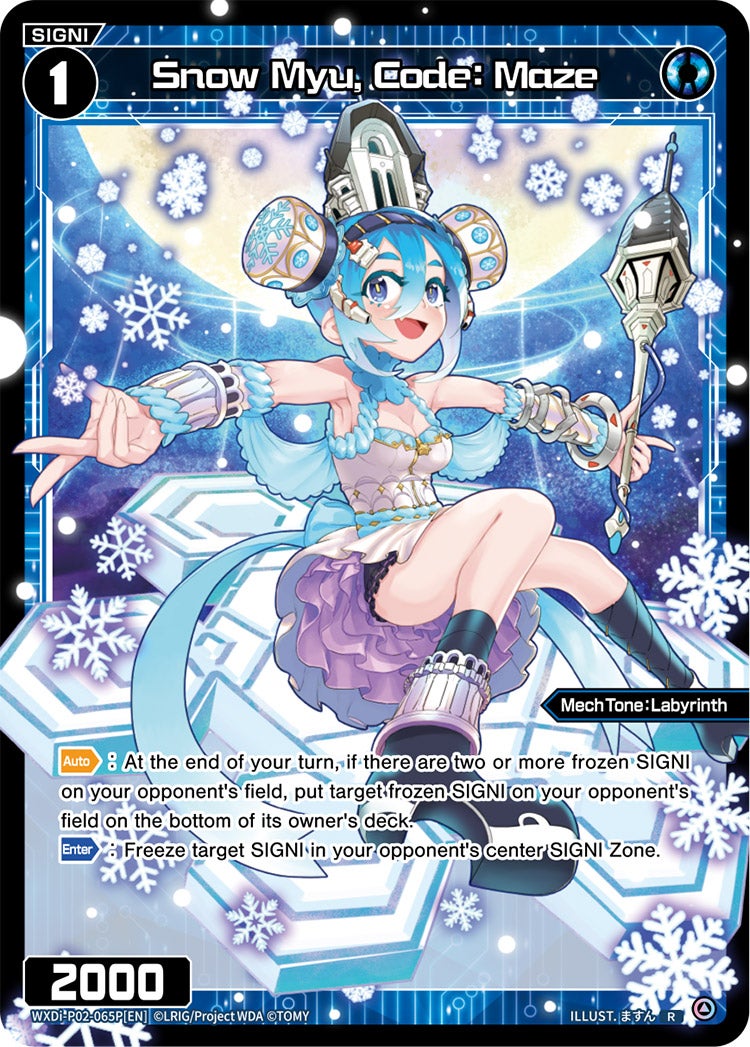 SIGNI
1
Snow Myu, Code: Maze
MechTone:Labyrinth
Auto : At the end of your turn, if there are two or more frozen SIGNI
on your opponent's field, put target frozen SIGNI on your opponent's
field on the bottom of its owner's deck.
Enter : Freeze target SIGNI in your opponent's center SIGNI Zone.
2000
WXDi-P02-065P[EN] ©LRIG/Project WDA ©TOMY
ILLUST. ますん R